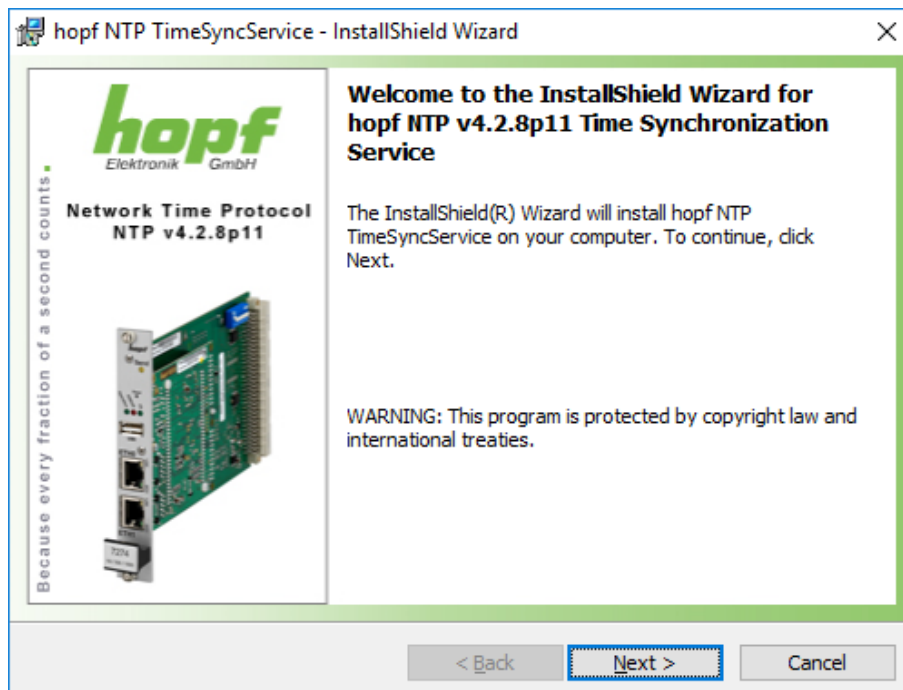 hopf NTP TimeSyncService - InstallShield Wizard
hopf
Elektronik GmbH
Because every fraction of a second counts.
Network Time Protocol
NTP v4.2.8p11
7274
Welcome to the InstallShield Wizard for
hopf NTP v4.2.8p11 Time Synchronization
Service
The InstallShield(R) Wizard will install hopf NTP
TimeSyncService on your computer. To continue, click
Next.
WARNING: This program is protected by copyright law and
international treaties.
< Back
Next >
Cancel